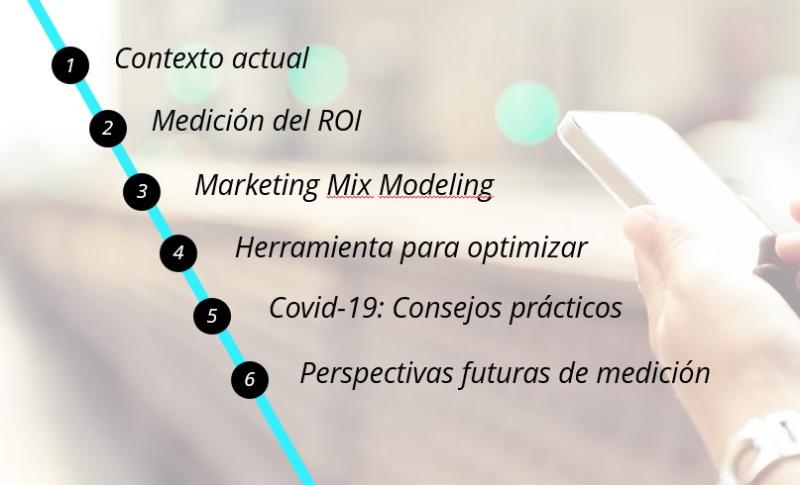 1 Contexto actual
2 Medición del ROI
3 Marketing Mix Modeling
4 Herramienta para optimizar
5 Covid-19: Consejos prácticos
6 Perspectivas futuras de medición